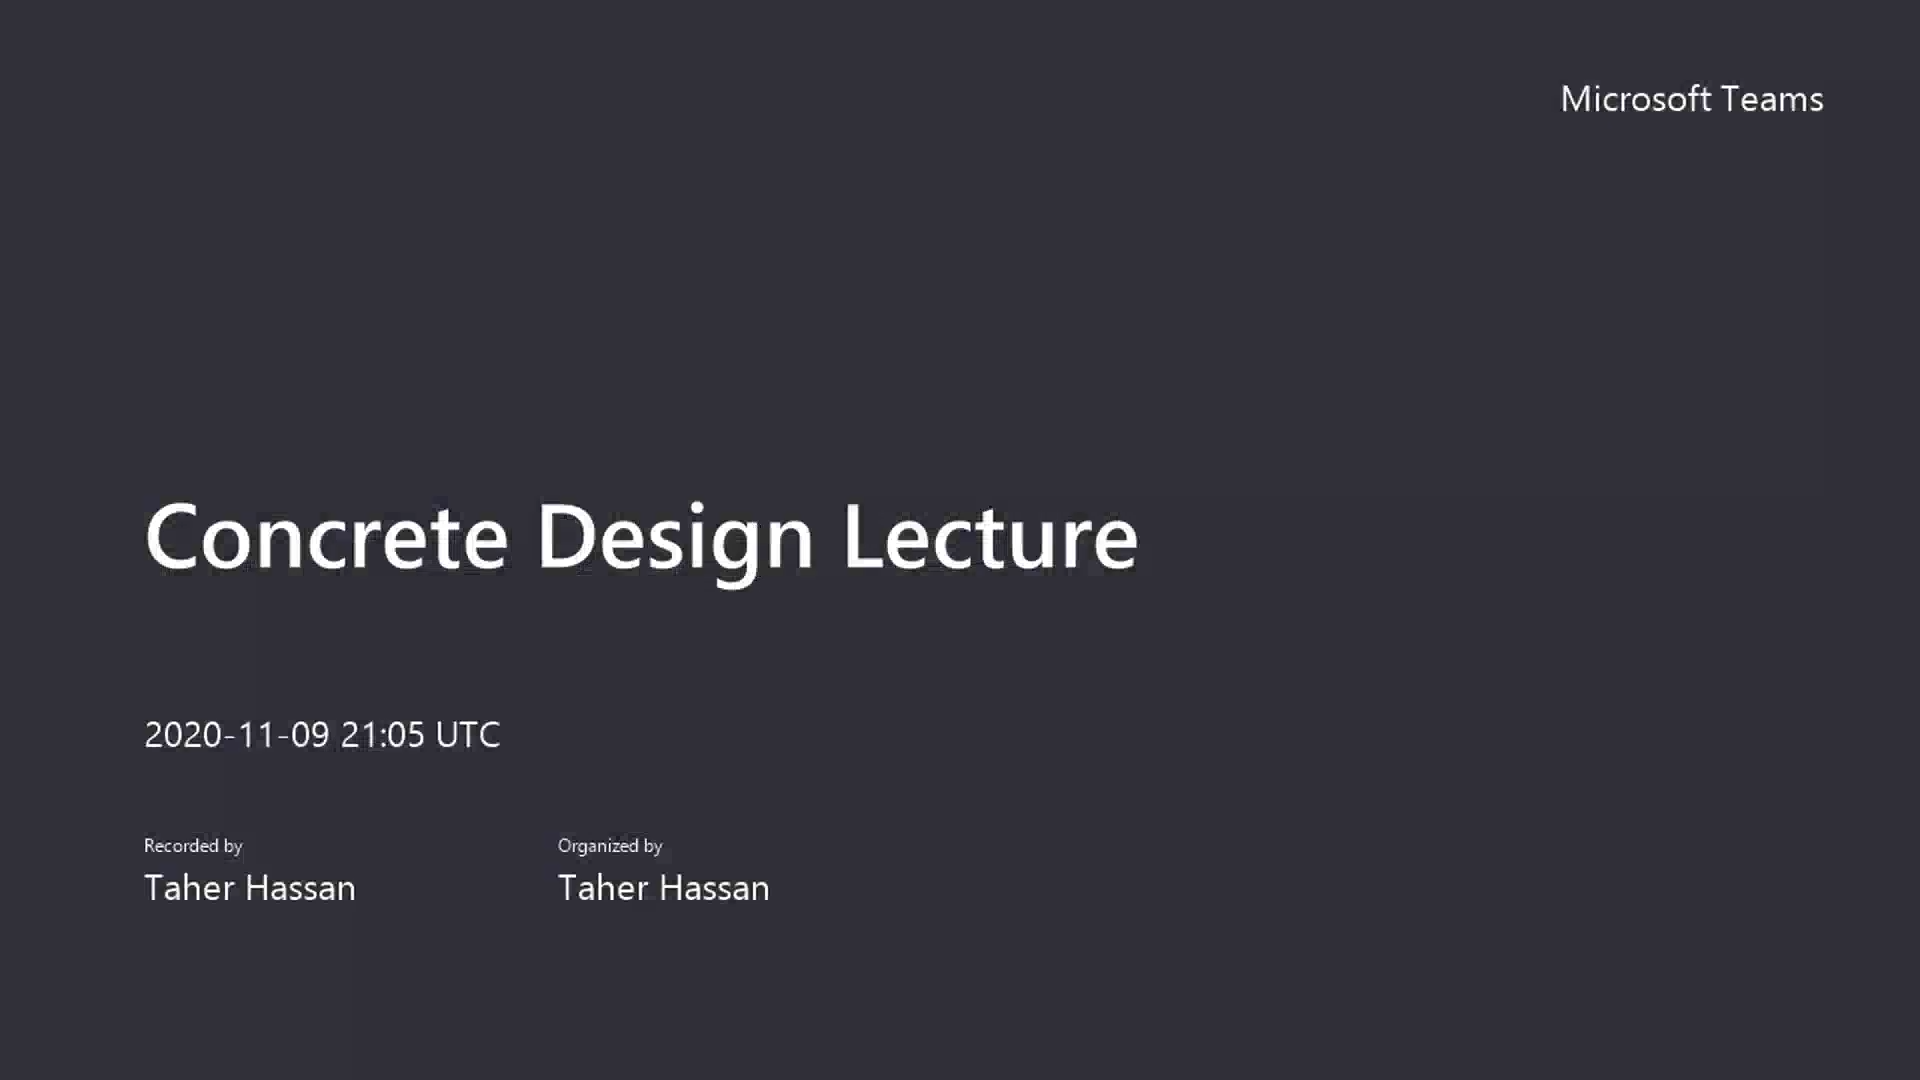 Microsoft Teams
Concrete Design Lecture
2020-11-09 21:05 UTC
Recorded by
Taher Hassan
Organized by
Taher Hassan